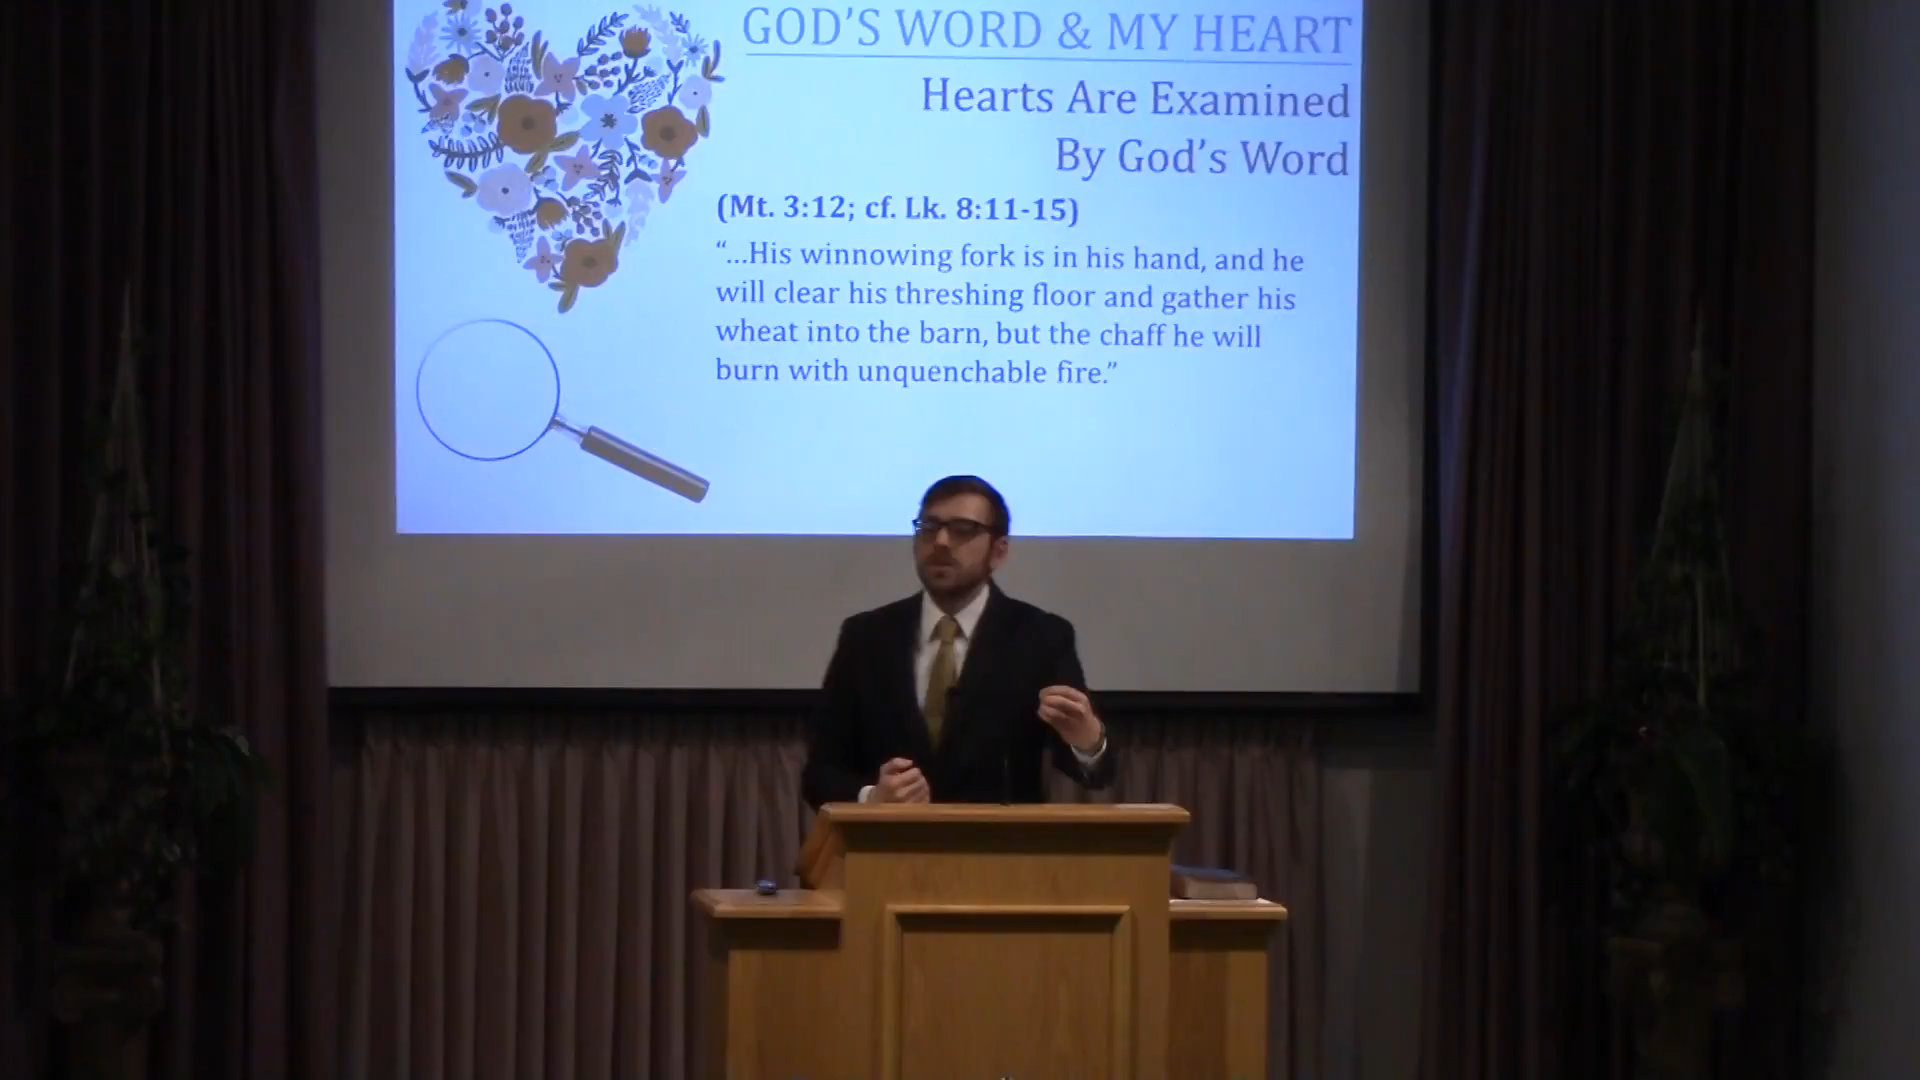 GOD'S WORD & MY HEART
Hearts Are Examined
By God's Word
(Mt. 3:12; cf. Lk. 8:11-15)
“...His winnowing fork is in his hand, and he
will clear his threshing floor and gather his
wheat into the barn, but the chaff he will
burn with unquenchable fire.”